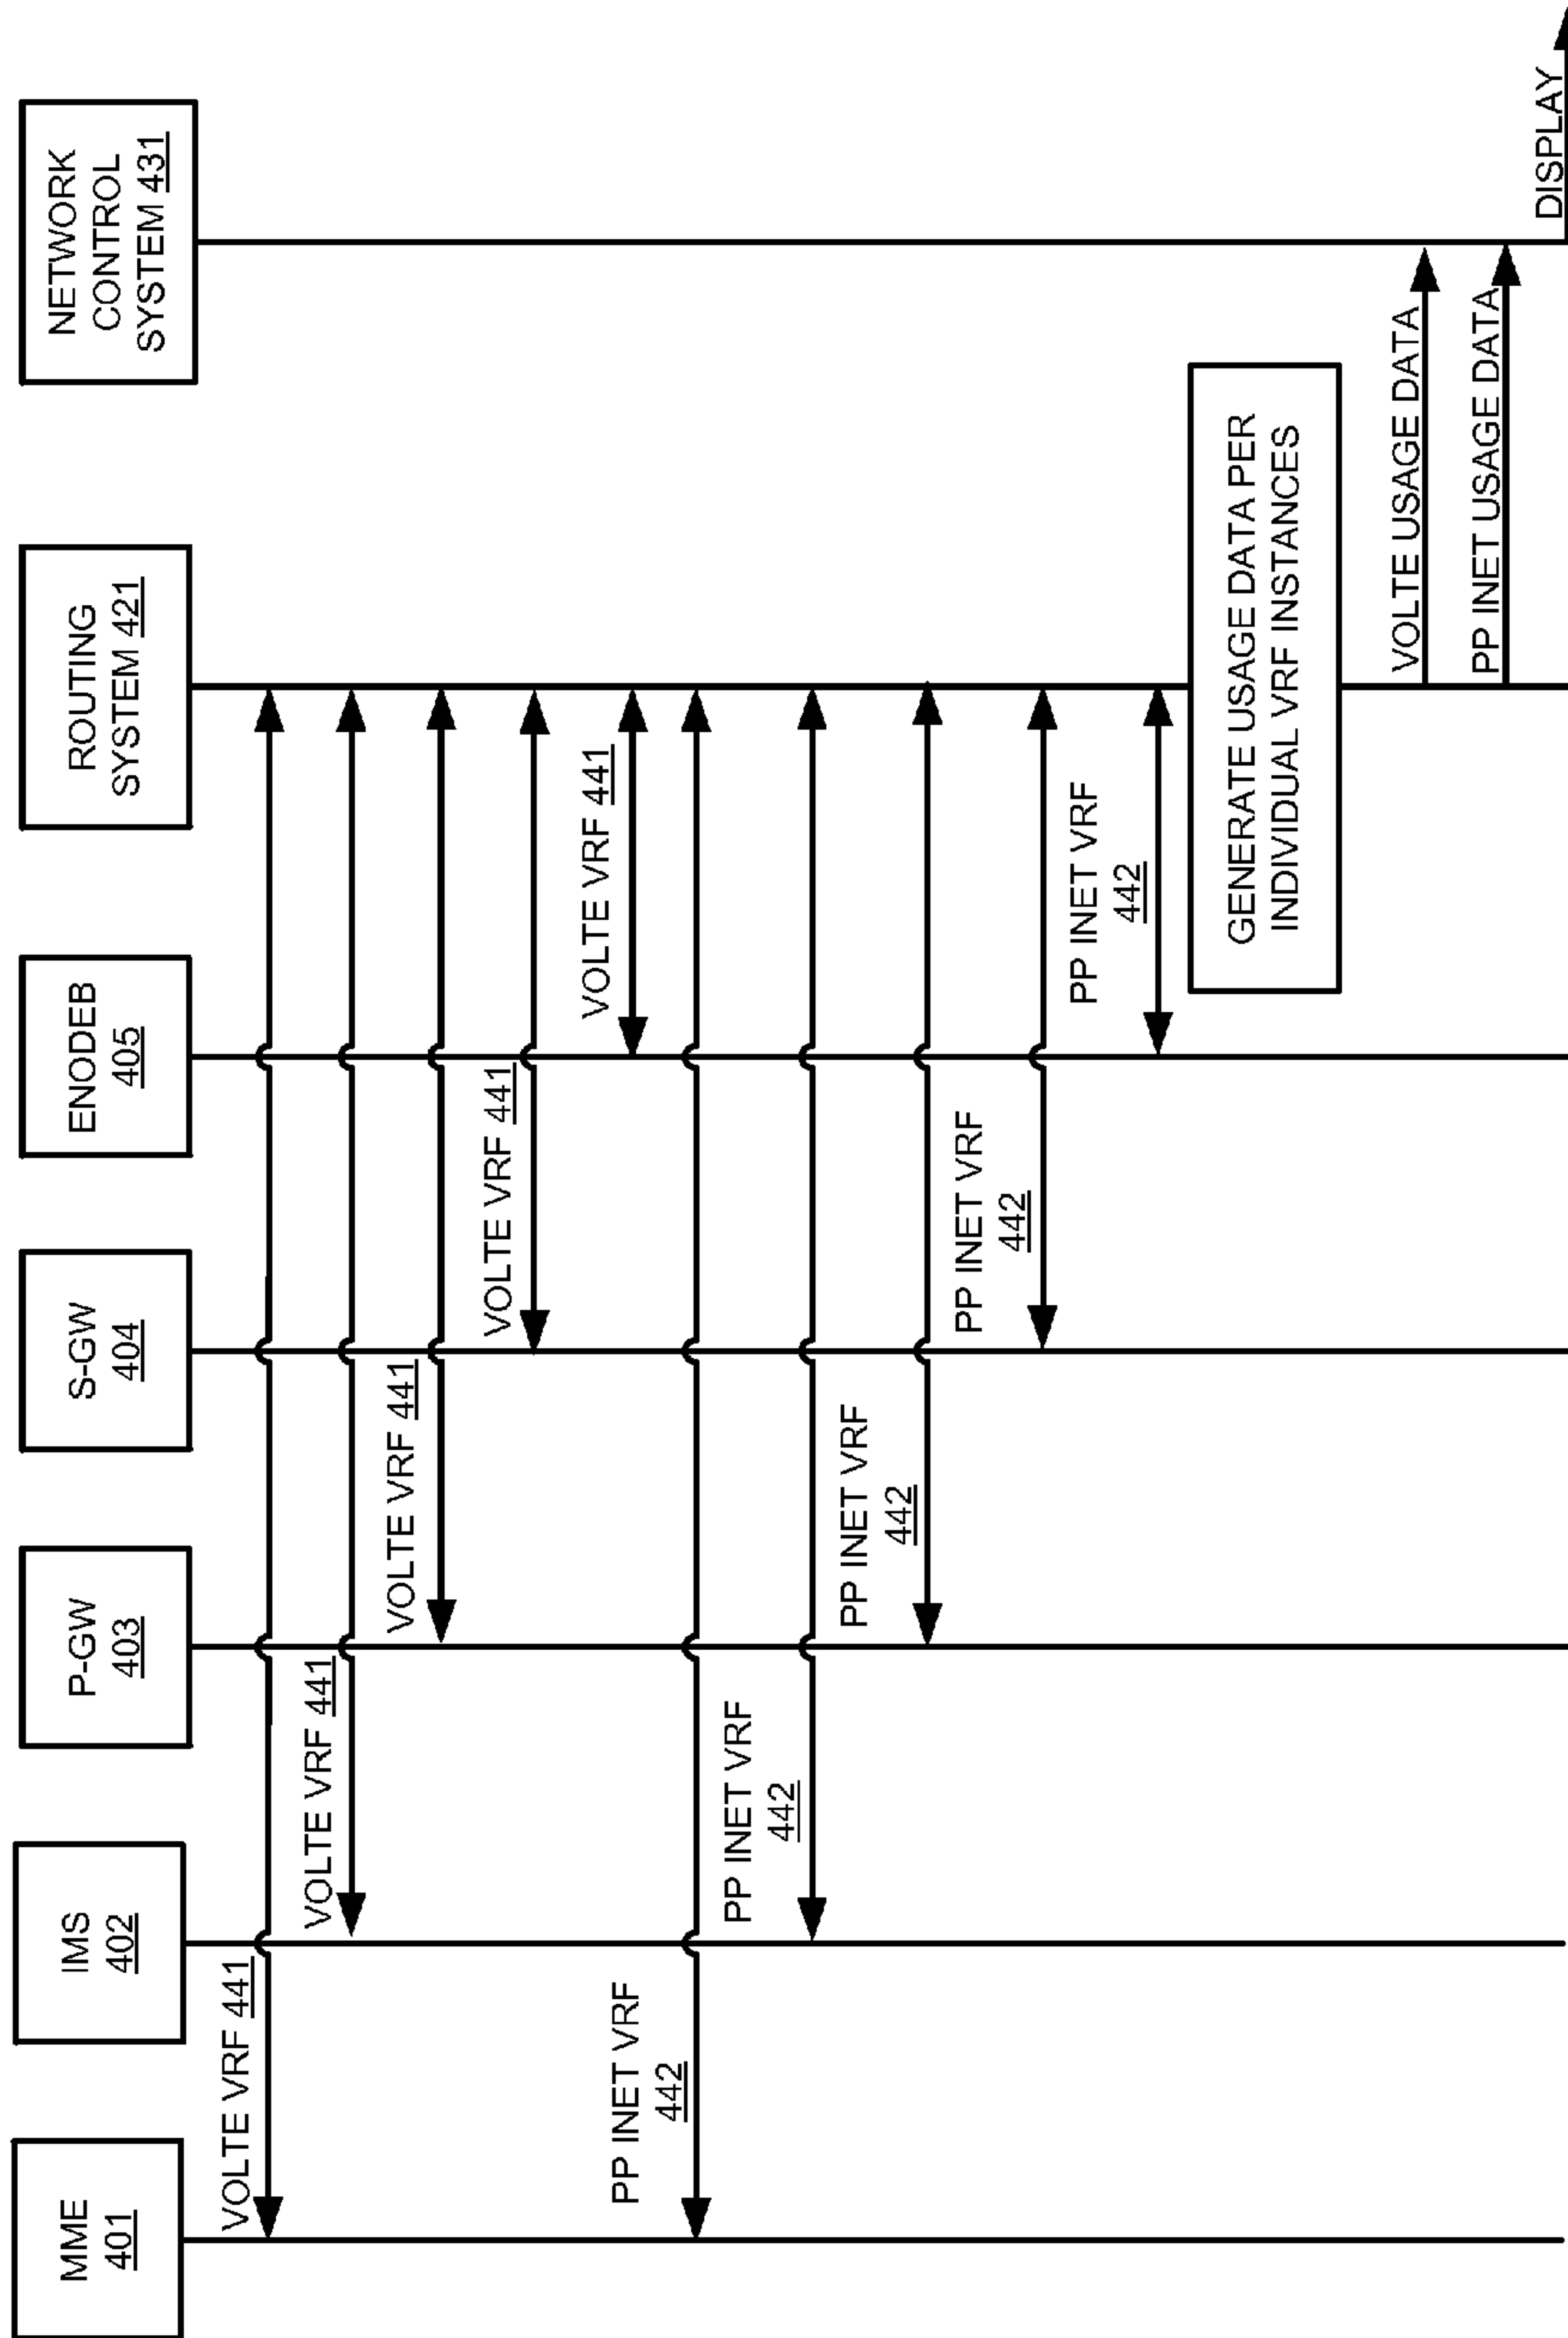 MME
401
IMS
402
P-GW
403
S-GW
404
ENODEB
405
ROUTING
SYSTEM 421
NETWORK
CONTROL
SYSTEM 431
VOLTE VRF 441
VOLTE VRF 441
VOLTE VRF 441
VOLTE VRF 441
VOLTE VRF 441
PP INET VRF
442
PP INET VRF
442
PP INET VRF
442
PP INET VRF
442
PP INET VRF
442
GENERATE USAGE DATA PER
INDIVIDUAL VRF INSTANCES
VOLTE USAGE DATA
PP INET USAGE DATA
DISPLAY